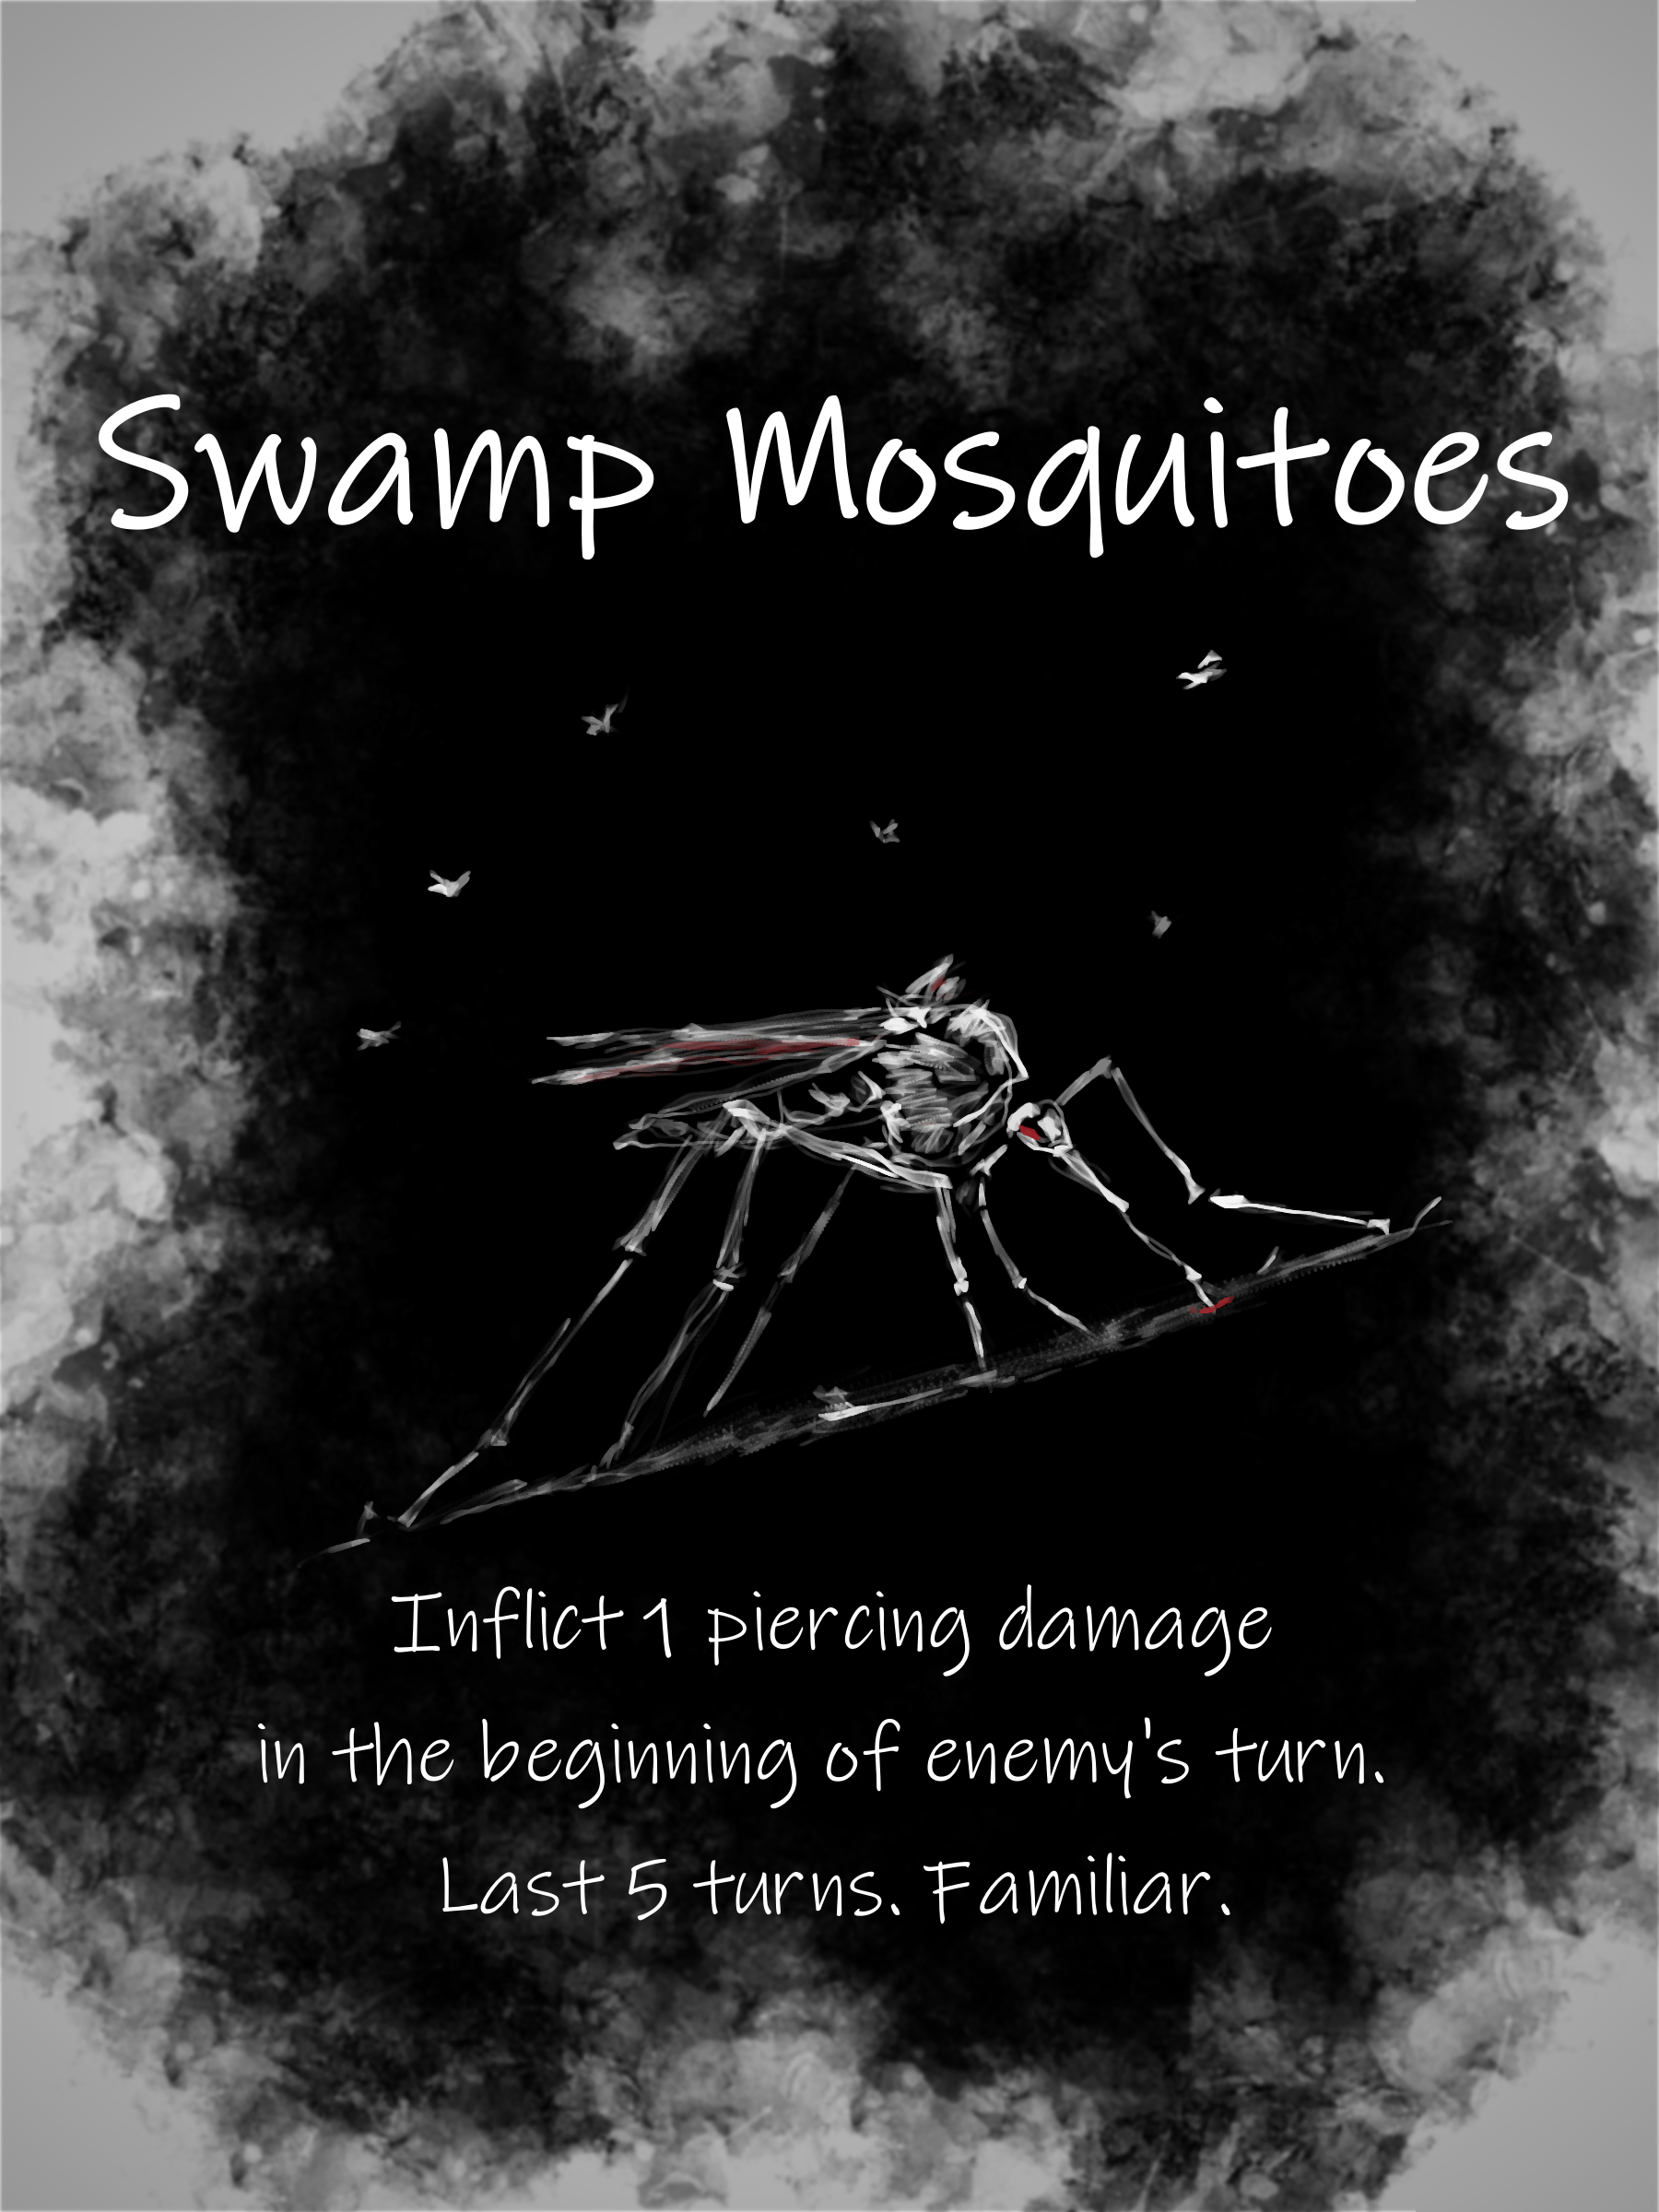 Swamp Mosquitoes
Inflict 1 piercing damage
in the beginning of enemy's turn.
Last 5 turns. Familiar.